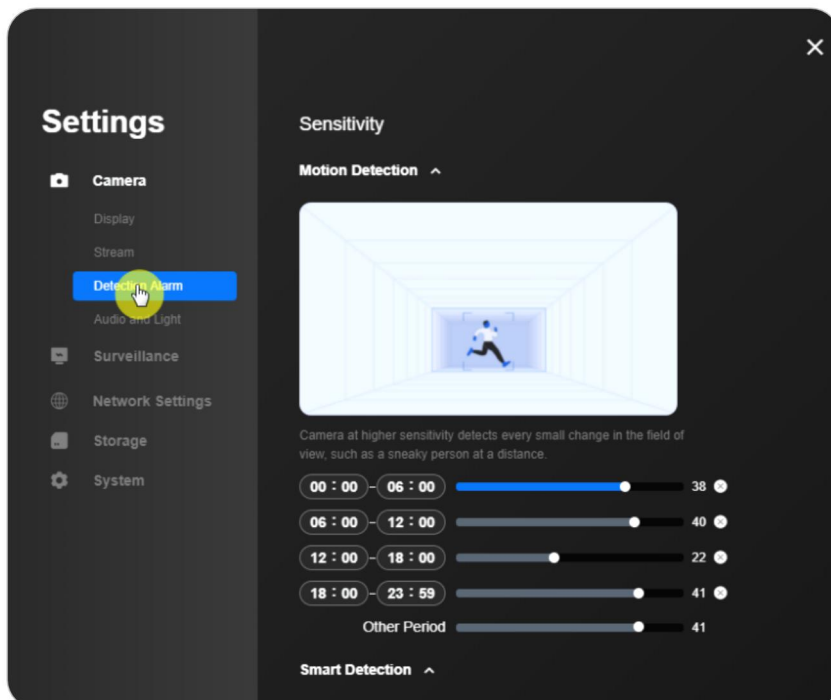 Settings
Camera
Display
Stream
Detection Alarm
Audio and Light
Surveillance
Network Settings
Storage
System
Sensitivity
Motion Detection
Camera at higher sensitivity detects every small change in the field of
view, such as a sneaky person at a distance.
00 : 00 – 06 : 00 38
06 : 00 – 12 : 00 40
12 : 00 – 18 : 00 22
18 : 00 – 23 : 59 41
Other Period 41
Smart Detection